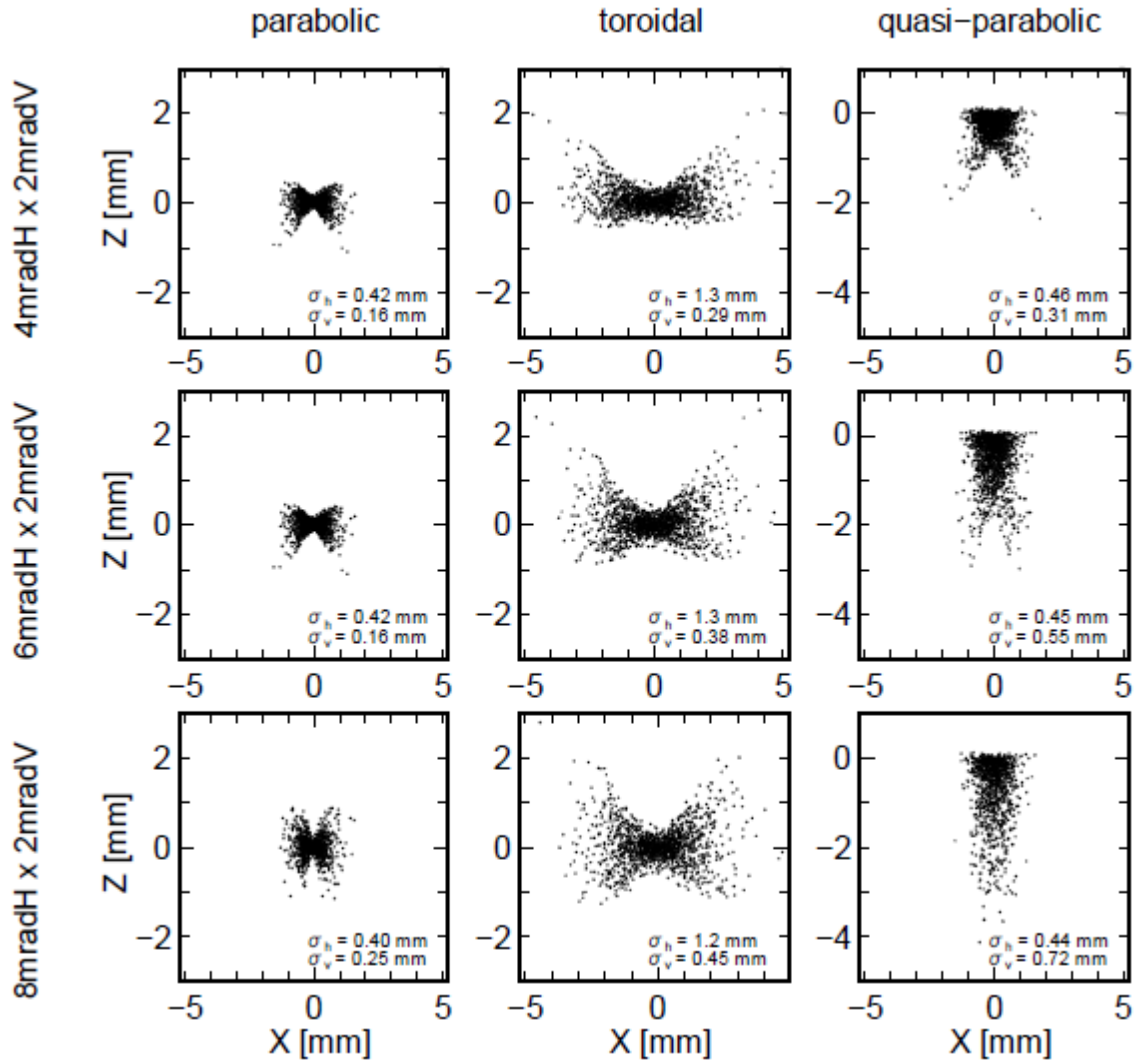 parabolic toroidal quasi−parabolic
4mradH x 2mradV
Z [mm]
2 2 0
0 0 −2
−2 −2 −4
σh = 0.42 mm σh = 1.3 mm σh = 0.46 mm
σv = 0.16 mm σv = 0.29 mm σv = 0.31 mm
−5 0 5 −5 0 5 −5 0 5
6mradH x 2mradV
Z [mm]
2 2 0
0 0 −2
−2 −2 −4
σh = 0.42 mm σh = 1.3 mm σh = 0.45 mm
σv = 0.16 mm σv = 0.38 mm σv = 0.55 mm
−5 0 5 −5 0 5 −5 0 5
8mradH x 2mradV
Z [mm]
2 2 0
0 0 −2
−2 −2 −4
σh = 0.40 mm σh = 1.2 mm σh = 0.44 mm
σv = 0.25 mm σv = 0.45 mm σv = 0.72 mm
−5 0 5 −5 0 5 −5 0 5
X [mm] X [mm] X [mm]